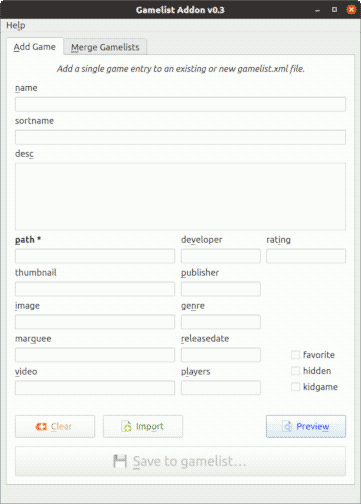 Gamelist Addon v0.3
Help
Add Game
Merge Gamelists
Add a single game entry to an existing or new gamelist.xml file.
name
sortname
desc
path *
developer
rating
thumbnail
publisher
image
genre
marquee
releasedate
favorite
video
players
hidden
kidgame
Clear
Import
Preview
Save to gamelist...